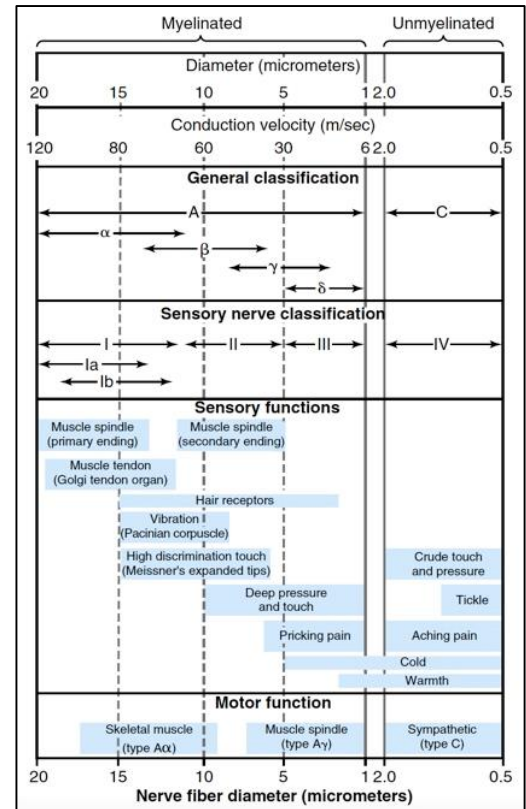 Myelinated Unmyelinated
Diameter (micrometers)
20 15 10 5 1 2.0 0.5
Conduction velocity (m/sec)
120 80 60 30 6 2.0 0.5
General classification
A C
α
β
γ
δ
Sensory nerve classification
I II III IV
Ia
Ib
Sensory functions
Muscle spindle Muscle spindle
(primary ending) (secondary ending)
Muscle tendon
(Golgi tendon organ)
Hair receptors
Vibration
(Pacinian corpuscle)
High discrimination touch Crude touch
(Meissner's expanded tips) and pressure
Deep pressure Tickle
and touch
Pricking pain Aching pain
Cold
Warmth
Motor function
Skeletal muscle Muscle spindle Sympathetic
(type Aα) (type Aγ) (type C)
20 15 10 5 1 2.0 0.5
Nerve fiber diameter (micrometers)